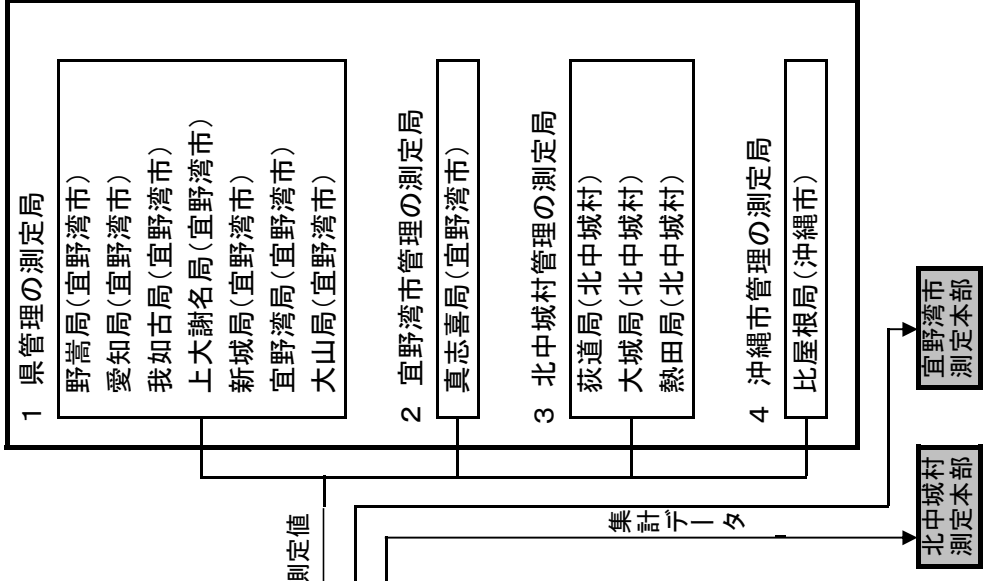 1 県管理の測定局
野嵩局(宜野湾市)
愛知局(宜野湾市)
我如古局(宜野湾市)
上大謝名局(宜野湾市)
新城局(宜野湾市)
宜野湾局(宜野湾市)
大山局(宜野湾市)
2 宜野湾市管理の測定局
真志喜局(宜野湾市)
3 北中城村管理の測定局
荻道局(北中城村)
大城局(北中城村)
熱田局(北中城村)
4 沖縄市管理の測定局
比屋根局(沖縄市)
測定値
集計データ
宜野湾市
測定本部
北中城村
測定本部